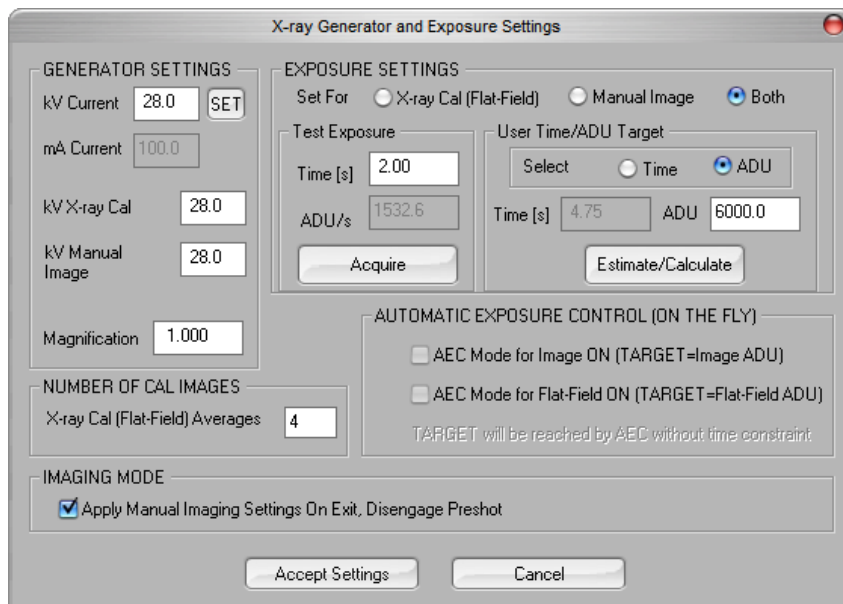 X-ray Generator and Exposure Settings
GENERATOR SETTINGS
kV Current 28.0 SET
mA Current 100.0
kV X-ray Cal 28.0
kV Manual
Image 28.0
Magnification 1.000
EXPOSURE SETTINGS
Set For X-ray Cal (Flat-Field) Manual Image Both
Test Exposure
Time [s] 2.00
ADU/s 1532.6
Acquire
User Time/ADU Target
Select Time ADU
Time [s] 4.75 ADU 6000.0
Estimate/Calculate
AUTOMATIC EXPOSURE CONTROL (ON THE FLY)
AEC Mode for Image ON (TARGET=Image ADU)
AEC Mode for Flat-Field ON (TARGET=Flat-Field ADU)
TARGET will be reached by AEC without time constraint
NUMBER OF CAL IMAGES
X-ray Cal (Flat-Field) Averages 4
IMAGING MODE
Apply Manual Imaging Settings On Exit, Disengage Preshot
Accept Settings Cancel